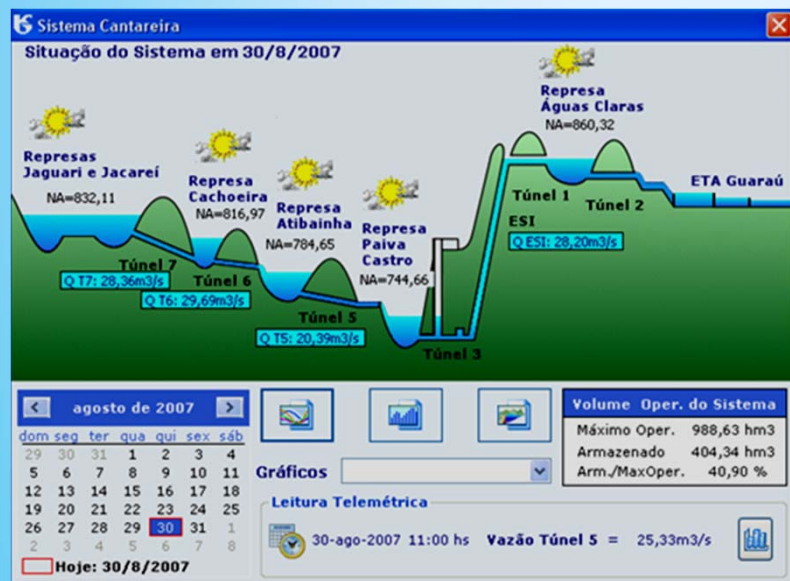 Sistema Cantareira
Situação do Sistema em 30/8/2007
Represas
Jaguari e Jacareí
NA=832,11
Represa
Cachoeira
NA=816,97
Represa
Atibainha
NA=784,65
Represa
Paiva
Castro
NA=744,66
Represa
Águas Claras
NA=860,32
Túnel 7
Q T7: 28,36m3/s
Túnel 6
Q T6: 29,69m3/s
Túnel 5
Q T5: 20,39m3/s
Túnel 3
ESI
Q ESI: 28,20m3/s
Túnel 1
Túnel 2
ETA Guaraú
agosto de 2007
dom seg ter qua qui sex sáb
29 30 31 1 2 3 4
5 6 7 8 9 10 11
12 13 14 15 16 17 18
19 20 21 22 23 24 25
26 27 28 29 30 31 1
2 3 4 5 6 7 8
Hoje: 30/8/2007
Gráficos
Volume Oper. do Sistema
Máximo Oper. 988,63 hm3
Armazenado 404,34 hm3
Arm./MaxOper. 40,90 %
Leitura Telemétrica
30-ago-2007 11:00 hs Vazão Túnel 5 = 25,33m3/s